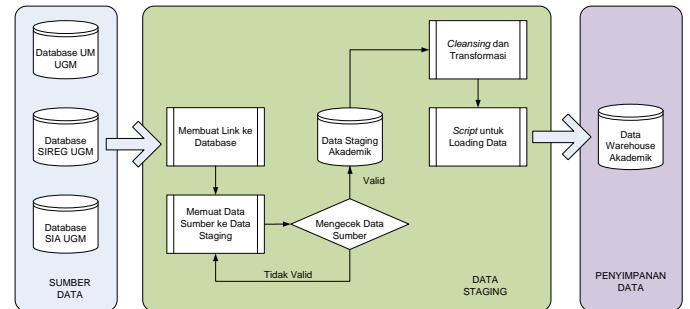 Database UM
UGM
Database
SIREG UGM
Database
SIA UGM
SUMBER
DATA
Membuat Link ke
Database
Memuat Data
Sumber ke Data
Staging
Mengecek Data
Sumber
Valid
Tidak Valid
Data Staging
Akademik
Cleansing dan
Transformasi
Script untuk
Loading Data
DATA
STAGING
Data
Warehouse
Akademik
PENYIMPANAN
DATA